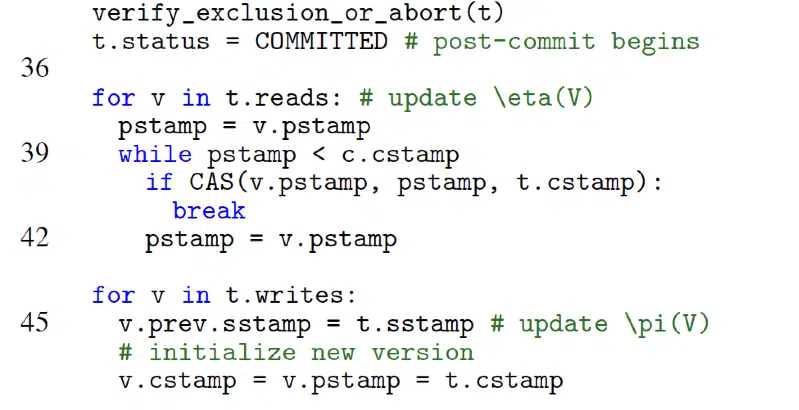 verify_exclusion_or_abort(t)
t.status = COMMITTED # post-commit begins
36
for v in t.reads: # update \eta(V)
pstamp = v.pstamp
39 while pstamp < c.cstamp
if CAS(v.pstamp, pstamp, t.cstamp):
break
42 pstamp = v.pstamp
for v in t.writes:
45 v.prev.sstamp = t.sstamp # update \pi(V)
# initialize new version
v.cstamp = v.pstamp = t.cstamp